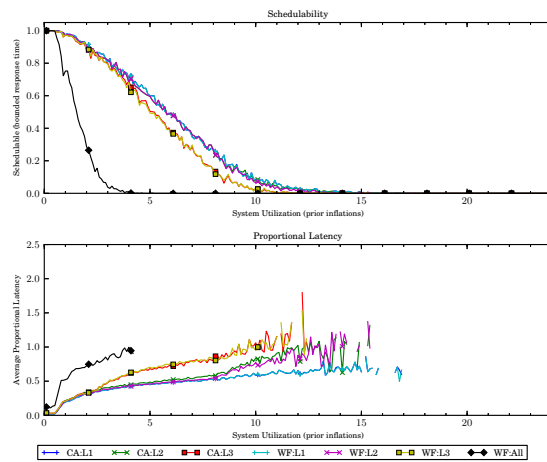 Schedulability
Schedulable (bounded response time)
1.0
0.8
0.6
0.4
0.2
0.0
0 5 10 15 20
System Utilization (prior inflations)
Proportional Latency
Average Proportional Latency
2.5
2.0
1.5
1.0
0.5
0.0
0 5 10 15 20
System Utilization (prior inflations)
CA:L1 CA:L2 CA:L3 WF:L1 WF:L2 WF:L3 WF:All